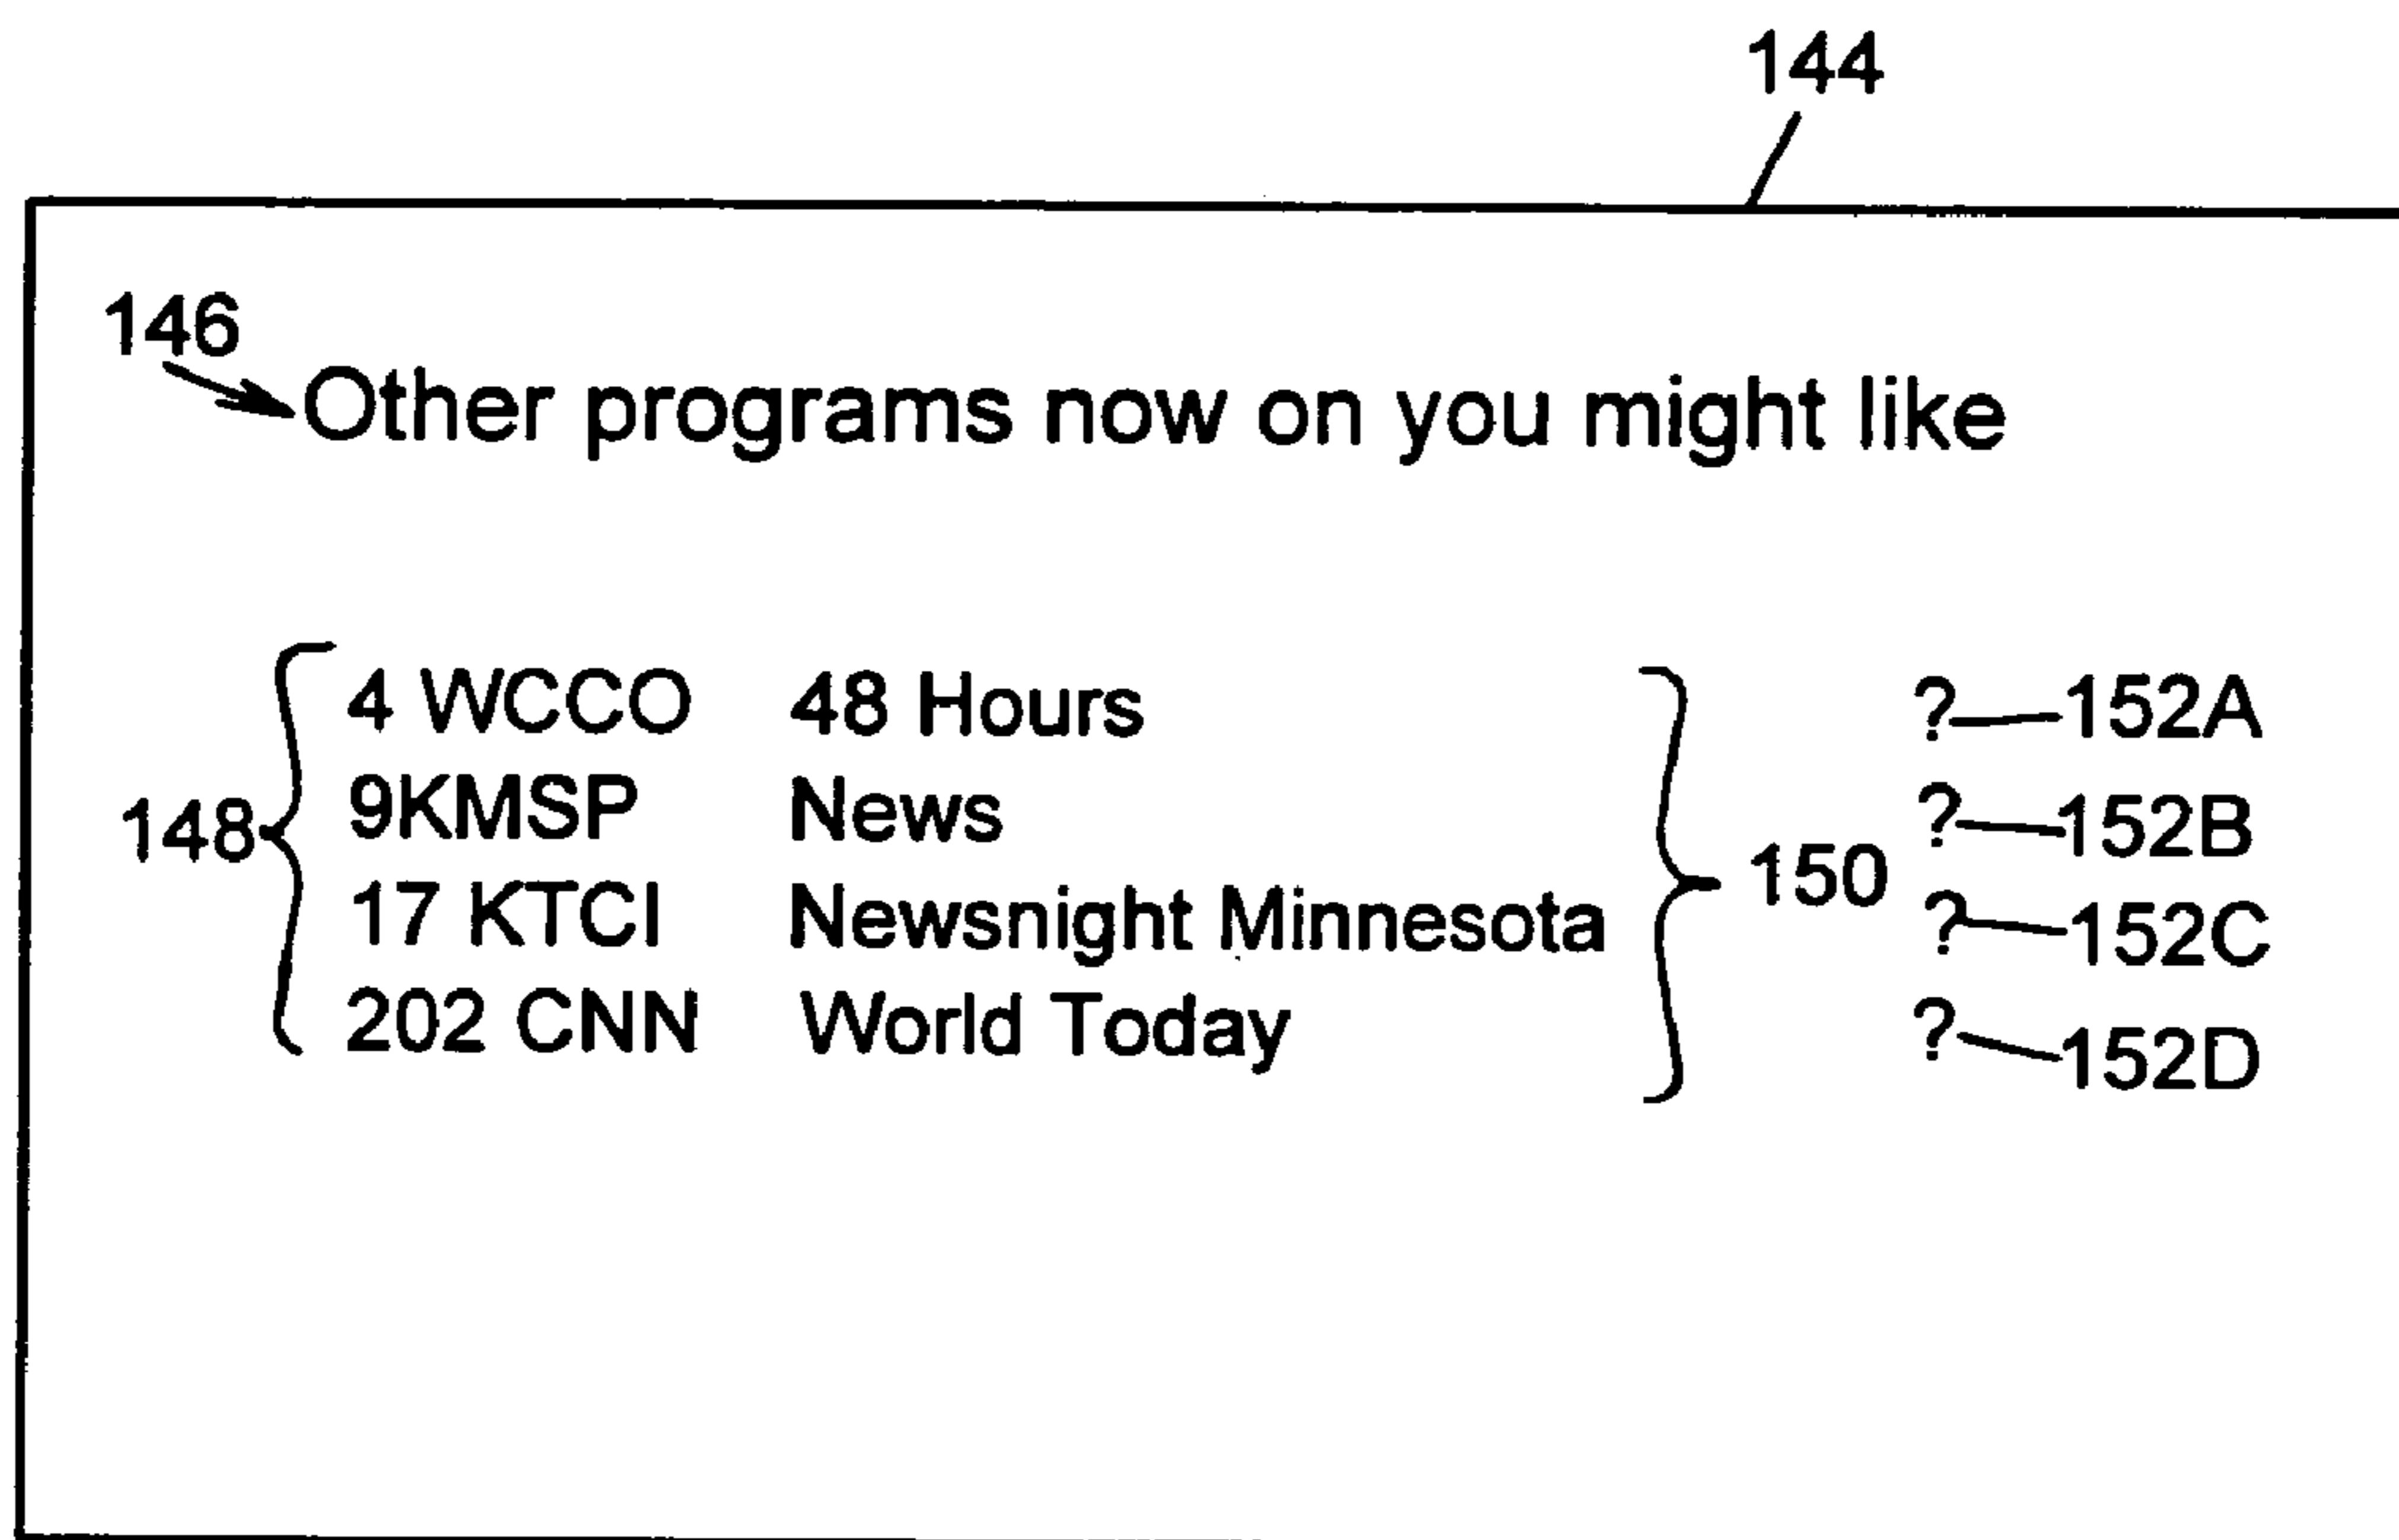 144
146
Other programs now on you might like
148
4 WCCO 48 Hours ? 152A
9KMSP News ? 152B
150
17 KTCI Newsnight Minnesota ? 152C
202 CNN World Today ? 152D